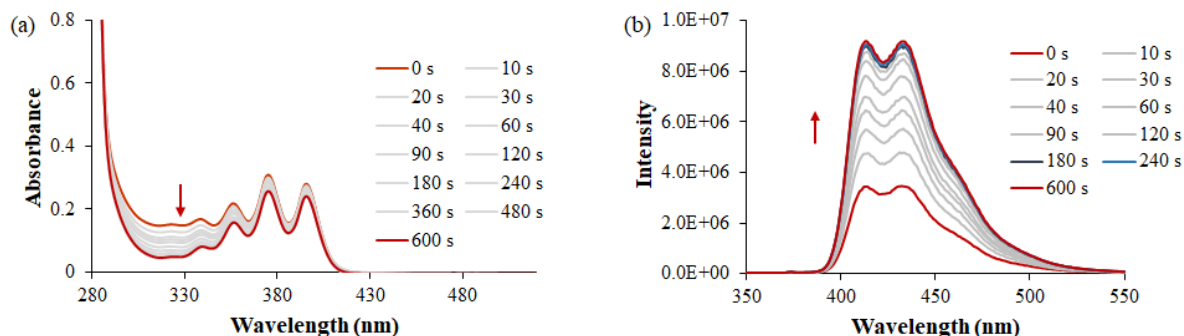 (a)
0.8
0.6
0.4
0.2
0
Absorbance
280 330 380 430 480
Wavelength (nm)
0 s 10 s
20 s 30 s
40 s 60 s
90 s 120 s
180 s 240 s
360 s 480 s
600 s
(b)
1.0E+07
8.0E+06
6.0E+06
4.0E+06
2.0E+06
0.0E+00
Intensity
350 400 450 500 550
Wavelength (nm)
0 s 10 s
20 s 30 s
40 s 60 s
90 s 120 s
180 s 240 s
600 s